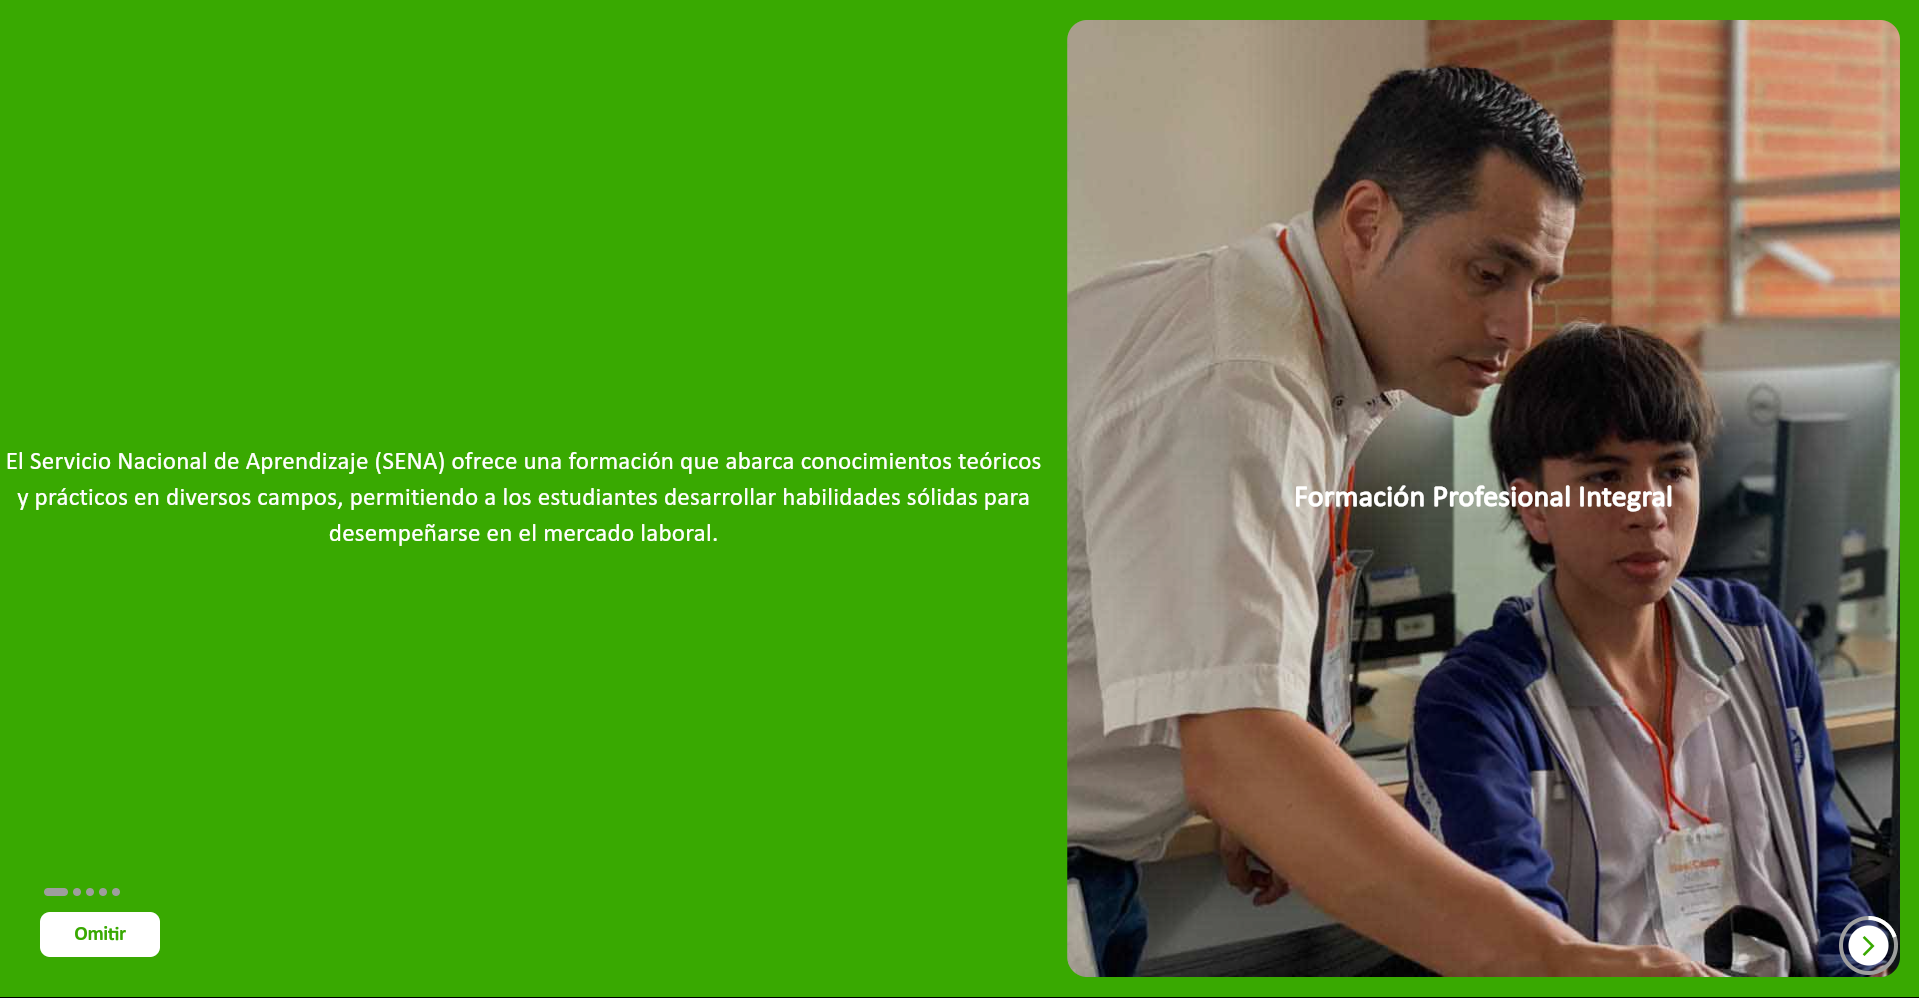 El Servicio Nacional de Aprendizaje (SENA) ofrece una formación que abarca conocimientos teóricos
y prácticos en diversos campos, permitiendo a los estudiantes desarrollar habilidades sólidas para
desempeñarse en el mercado laboral.
Formación Profesional Integral
Omitir